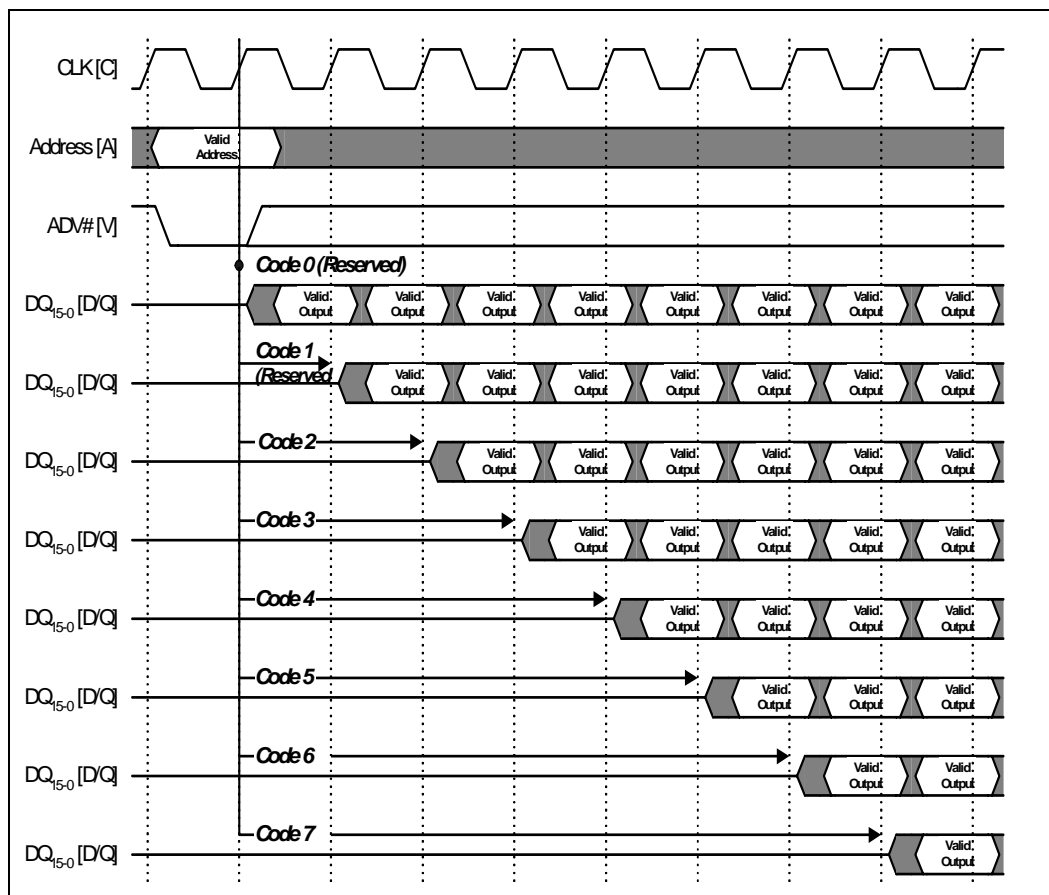 CLK [C]
Address [A]
Valid
Address
ADV# [V]
Code 0 (Reserved)
DQ15-0 [D/Q]
Valid Valid Valid Valid Valid Valid Valid Valid
Output Output Output Output Output Output Output Output
Code 1
(Reserved
DQ15-0 [D/Q]
Valid Valid Valid Valid Valid Valid Valid
Output Output Output Output Output Output Output
Code 2
DQ15-0 [D/Q]
Valid Valid Valid Valid Valid Valid
Output Output Output Output Output Output
Code 3
DQ15-0 [D/Q]
Valid Valid Valid Valid Valid
Output Output Output Output Output
Code 4
DQ15-0 [D/Q]
Valid Valid Valid Valid
Output Output Output Output
Code 5
DQ15-0 [D/Q]
Valid Valid Valid
Output Output Output
Code 6
DQ15-0 [D/Q]
Valid Valid
Output Output
Code 7
DQ15-0 [D/Q]
Valid
Output